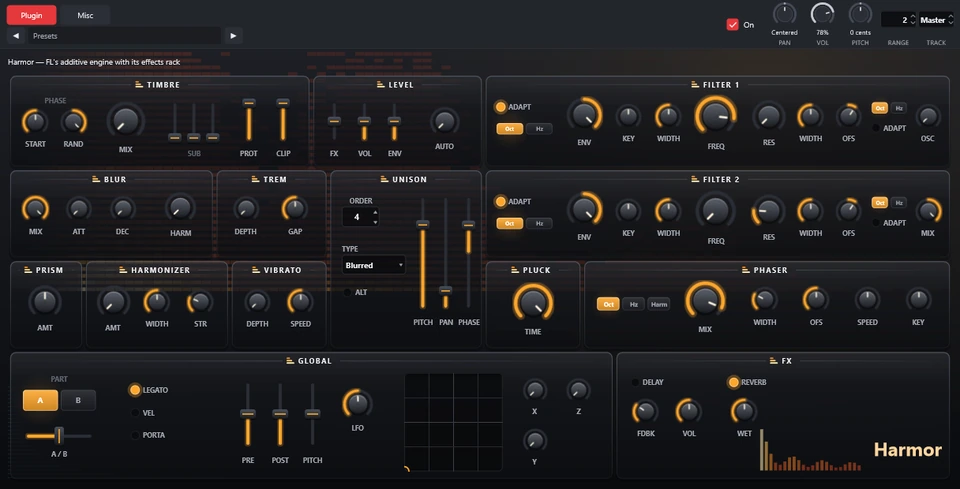 Plugin Misc
Presets
On
Centered 78% 0 cents 2 Master
PAN VOL PITCH RANGE TRACK
Harmor — FL's additive engine with its effects rack
TIMBRE
PHASE
START RAND MIX SUB PROT CLIP
LEVEL
FX VOL ENV AUTO
FILTER 1
ADAPT
Oct Hz
ENV KEY WIDTH FREQ RES WIDTH OFS
Oct Hz
ADAPT
OSC
BLUR
MIX ATT DEC HARM
TREM
DEPTH GAP
UNISON
ORDER
4
TYPE
Blurred
ALT
PITCH PAN PHASE
FILTER 2
ADAPT
Oct Hz
ENV KEY WIDTH FREQ RES WIDTH OFS
Oct Hz
ADAPT
MIX
PRISM
AMT
HARMONIZER
AMT WIDTH STR
VIBRATO
DEPTH SPEED
PLUCK
TIME
PHASER
Oct Hz Harm
MIX WIDTH OFS SPEED KEY
GLOBAL
PART
A B
A / B
LEGATO
VEL
PORTA
PRE POST PITCH
LFO
X Z
Y
FX
DELAY REVERB
FDBK VOL WET
Harmor